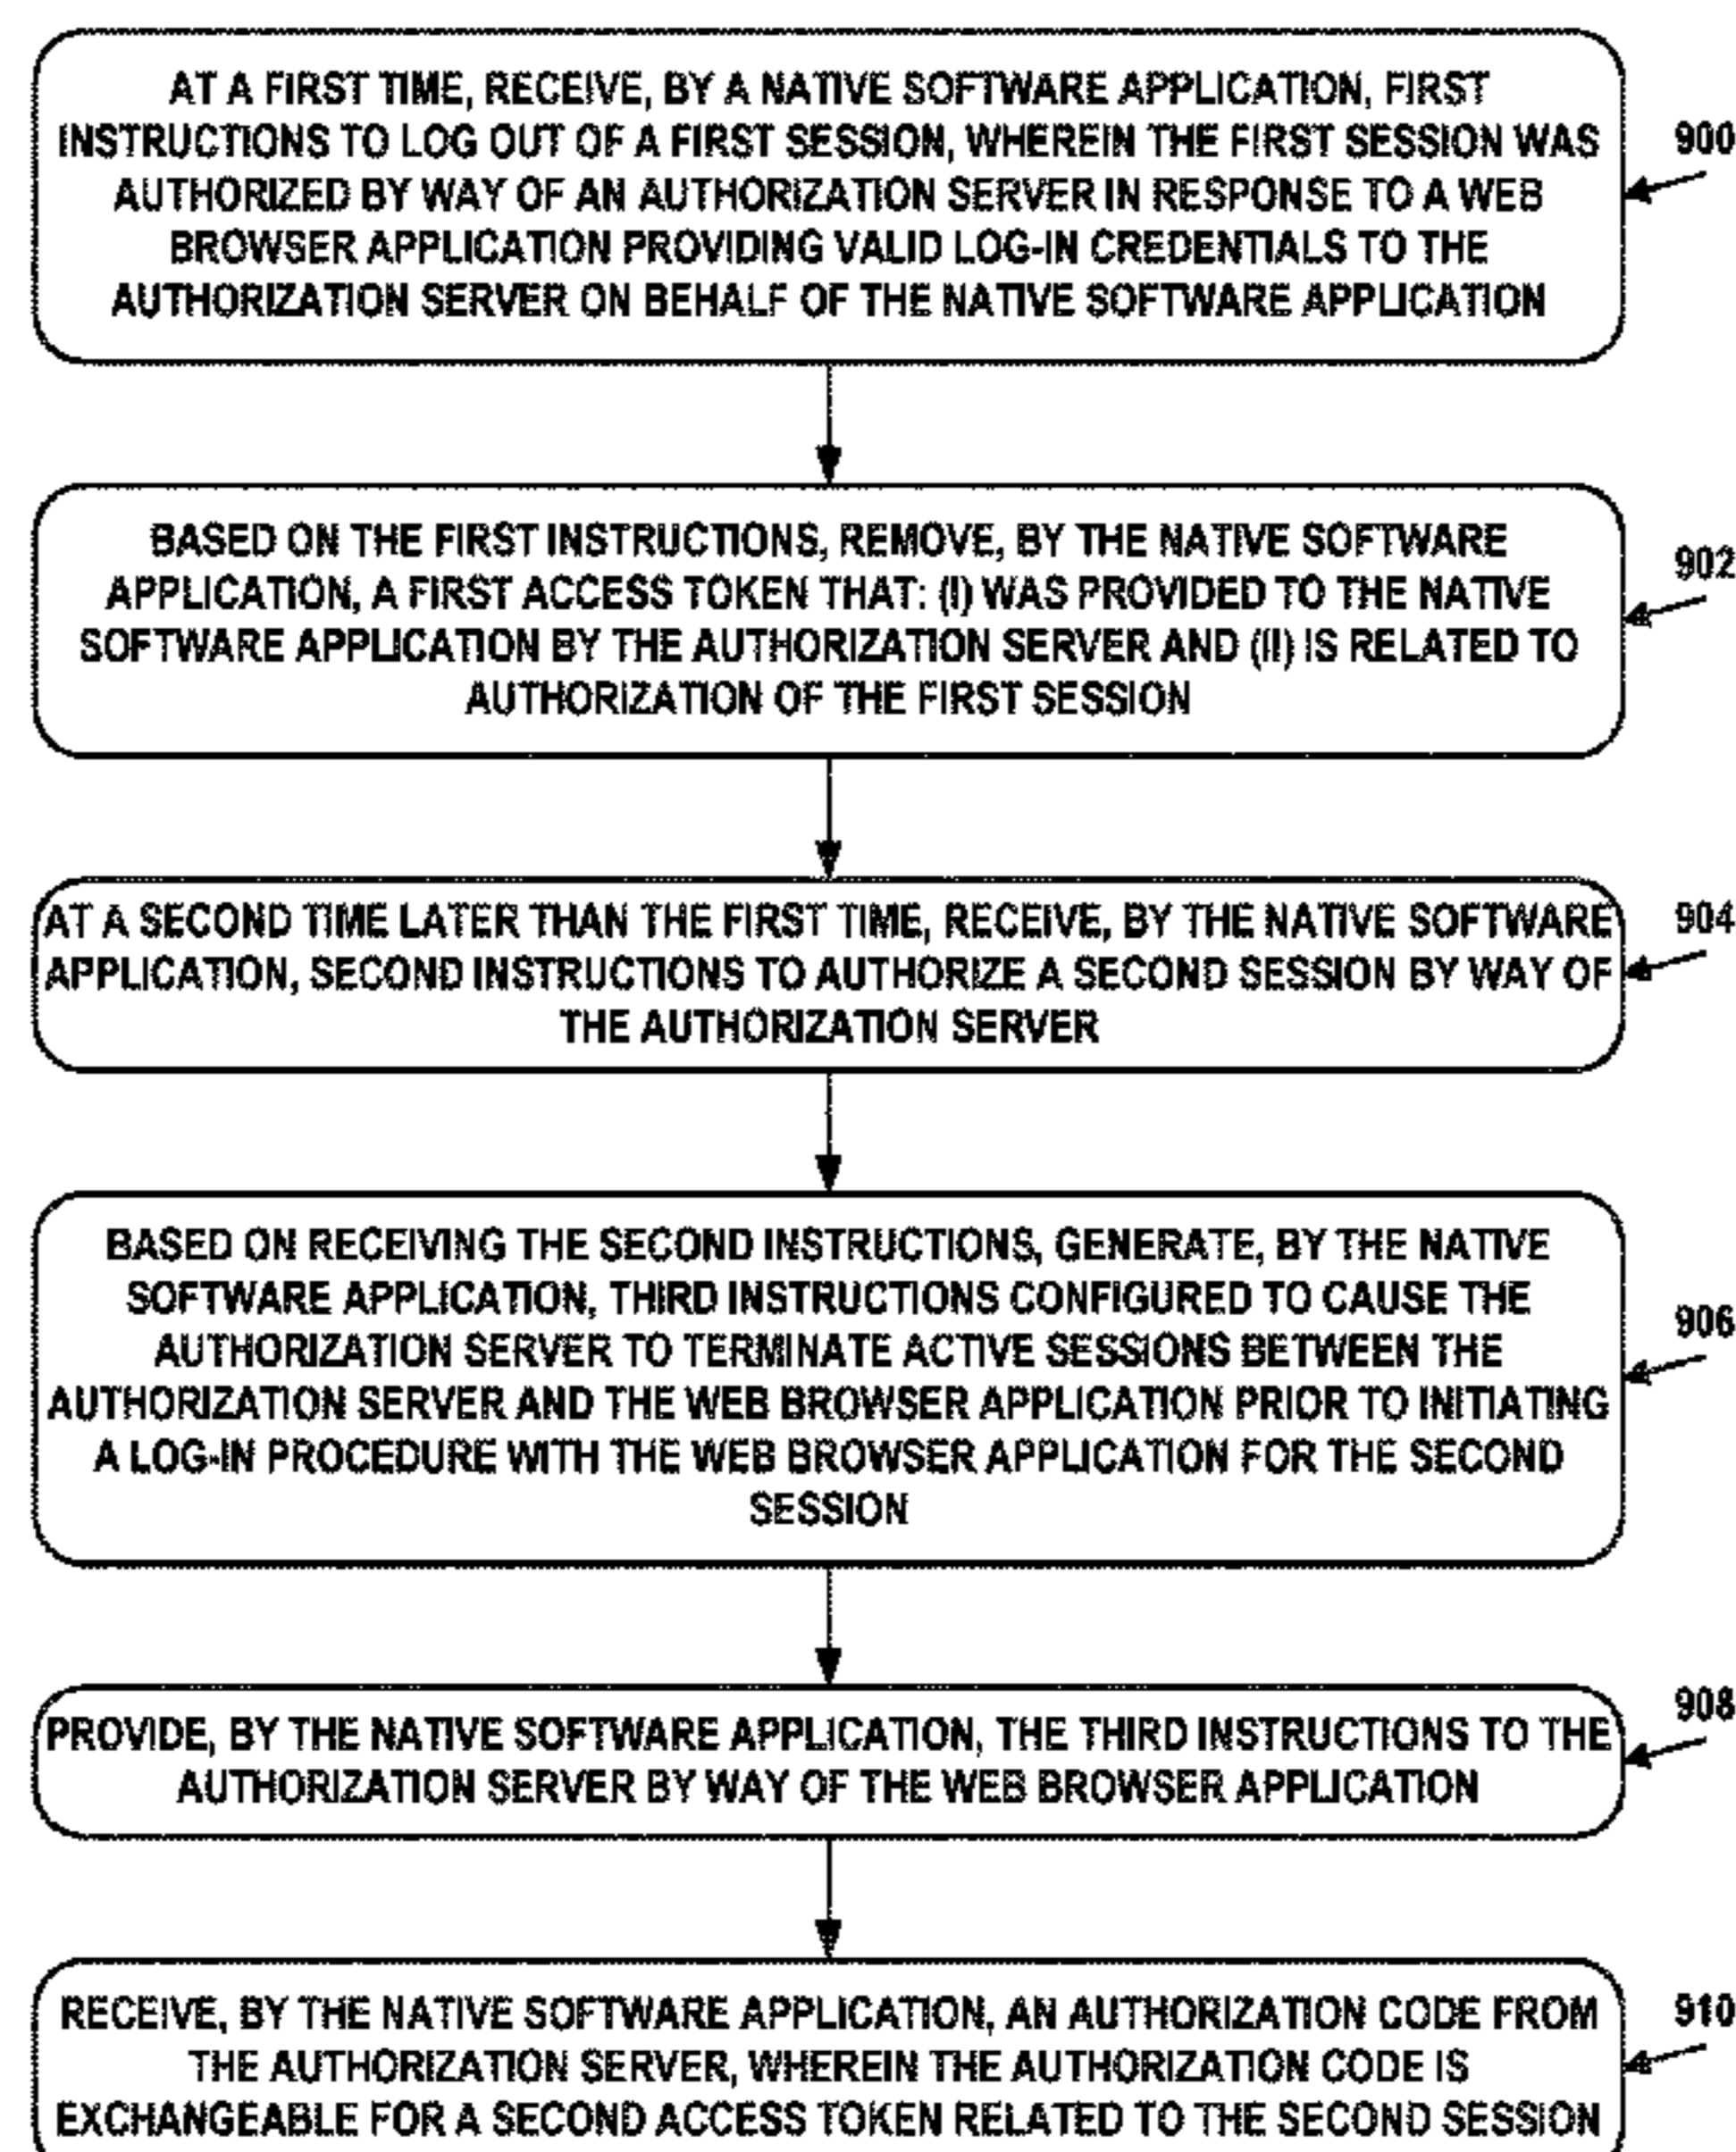 AT A FIRST TIME, RECEIVE, BY A NATIVE SOFTWARE APPLICATION, FIRST
INSTRUCTIONS TO LOG OUT OF A FIRST SESSION, WHEREIN THE FIRST SESSION WAS
AUTHORIZED BY WAY OF AN AUTHORIZATION SERVER IN RESPONSE TO A WEB
BROWSER APPLICATION PROVIDING VALID LOG-IN CREDENTIALS TO THE
AUTHORIZATION SERVER ON BEHALF OF THE NATIVE SOFTWARE APPLICATION
900
BASED ON THE FIRST INSTRUCTIONS, REMOVE, BY THE NATIVE SOFTWARE
APPLICATION, A FIRST ACCESS TOKEN THAT: (I) WAS PROVIDED TO THE NATIVE
SOFTWARE APPLICATION BY THE AUTHORIZATION SERVER AND (II) IS RELATED TO
AUTHORIZATION OF THE FIRST SESSION
902
AT A SECOND TIME LATER THAN THE FIRST TIME, RECEIVE, BY THE NATIVE SOFTWARE
APPLICATION, SECOND INSTRUCTIONS TO AUTHORIZE A SECOND SESSION BY WAY OF
THE AUTHORIZATION SERVER
904
BASED ON RECEIVING THE SECOND INSTRUCTIONS, GENERATE, BY THE NATIVE
SOFTWARE APPLICATION, THIRD INSTRUCTIONS CONFIGURED TO CAUSE THE
AUTHORIZATION SERVER TO TERMINATE ACTIVE SESSIONS BETWEEN THE
AUTHORIZATION SERVER AND THE WEB BROWSER APPLICATION PRIOR TO INITIATING
A LOG-IN PROCEDURE WITH THE WEB BROWSER APPLICATION FOR THE SECOND
SESSION
906
PROVIDE, BY THE NATIVE SOFTWARE APPLICATION, THE THIRD INSTRUCTIONS TO THE
AUTHORIZATION SERVER BY WAY OF THE WEB BROWSER APPLICATION
908
RECEIVE, BY THE NATIVE SOFTWARE APPLICATION, AN AUTHORIZATION CODE FROM
THE AUTHORIZATION SERVER, WHEREIN THE AUTHORIZATION CODE IS
EXCHANGEABLE FOR A SECOND ACCESS TOKEN RELATED TO THE SECOND SESSION
910